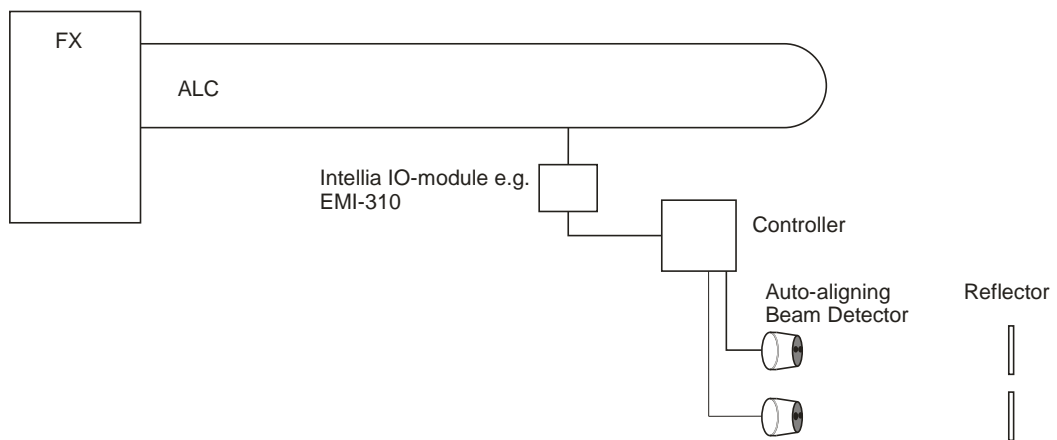 FX
ALC
Intellia IO-module e.g.
EMI-310
Controller
Auto-aligning
Beam Detector
Reflector